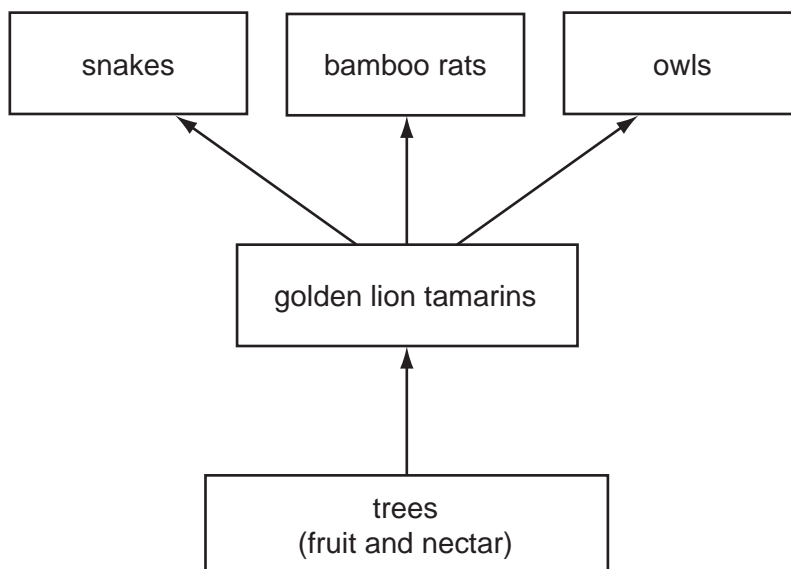 snakes
bamboo rats
owls
golden lion tamarins
trees
(fruit and nectar)